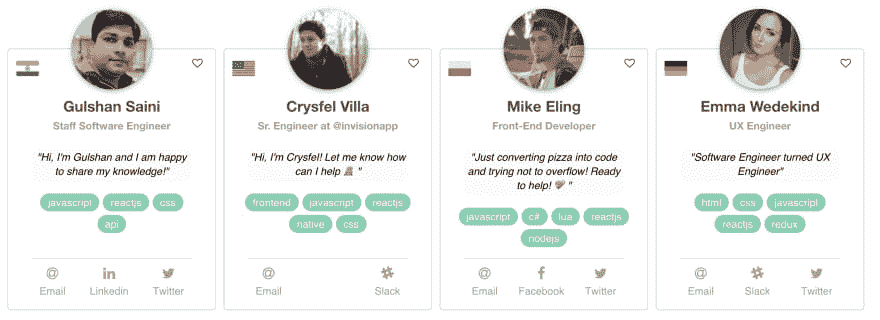 Gulshan Saini
Staff Software Engineer
"Hi, I'm Gulshan and I am happy
to share my knowledge!"
javascript reactjs css
api
Email Linkedin Twitter
Crysfel Villa
Sr. Engineer at @invisionapp
"Hi, I'm Crysfel! Let me know how
can I help "
frontend javascript reactjs
native css
Email Slack
Mike Eling
Front-End Developer
"Just converting pizza into code
and trying not to overflow! Ready
to help! "
javascript c# lua reactjs
nodejs
Email Facebook Twitter
Emma Wedekind
UX Engineer
"Software Engineer turned UX
Engineer"
html css javascript
reactjs redux
Email Slack Twitter